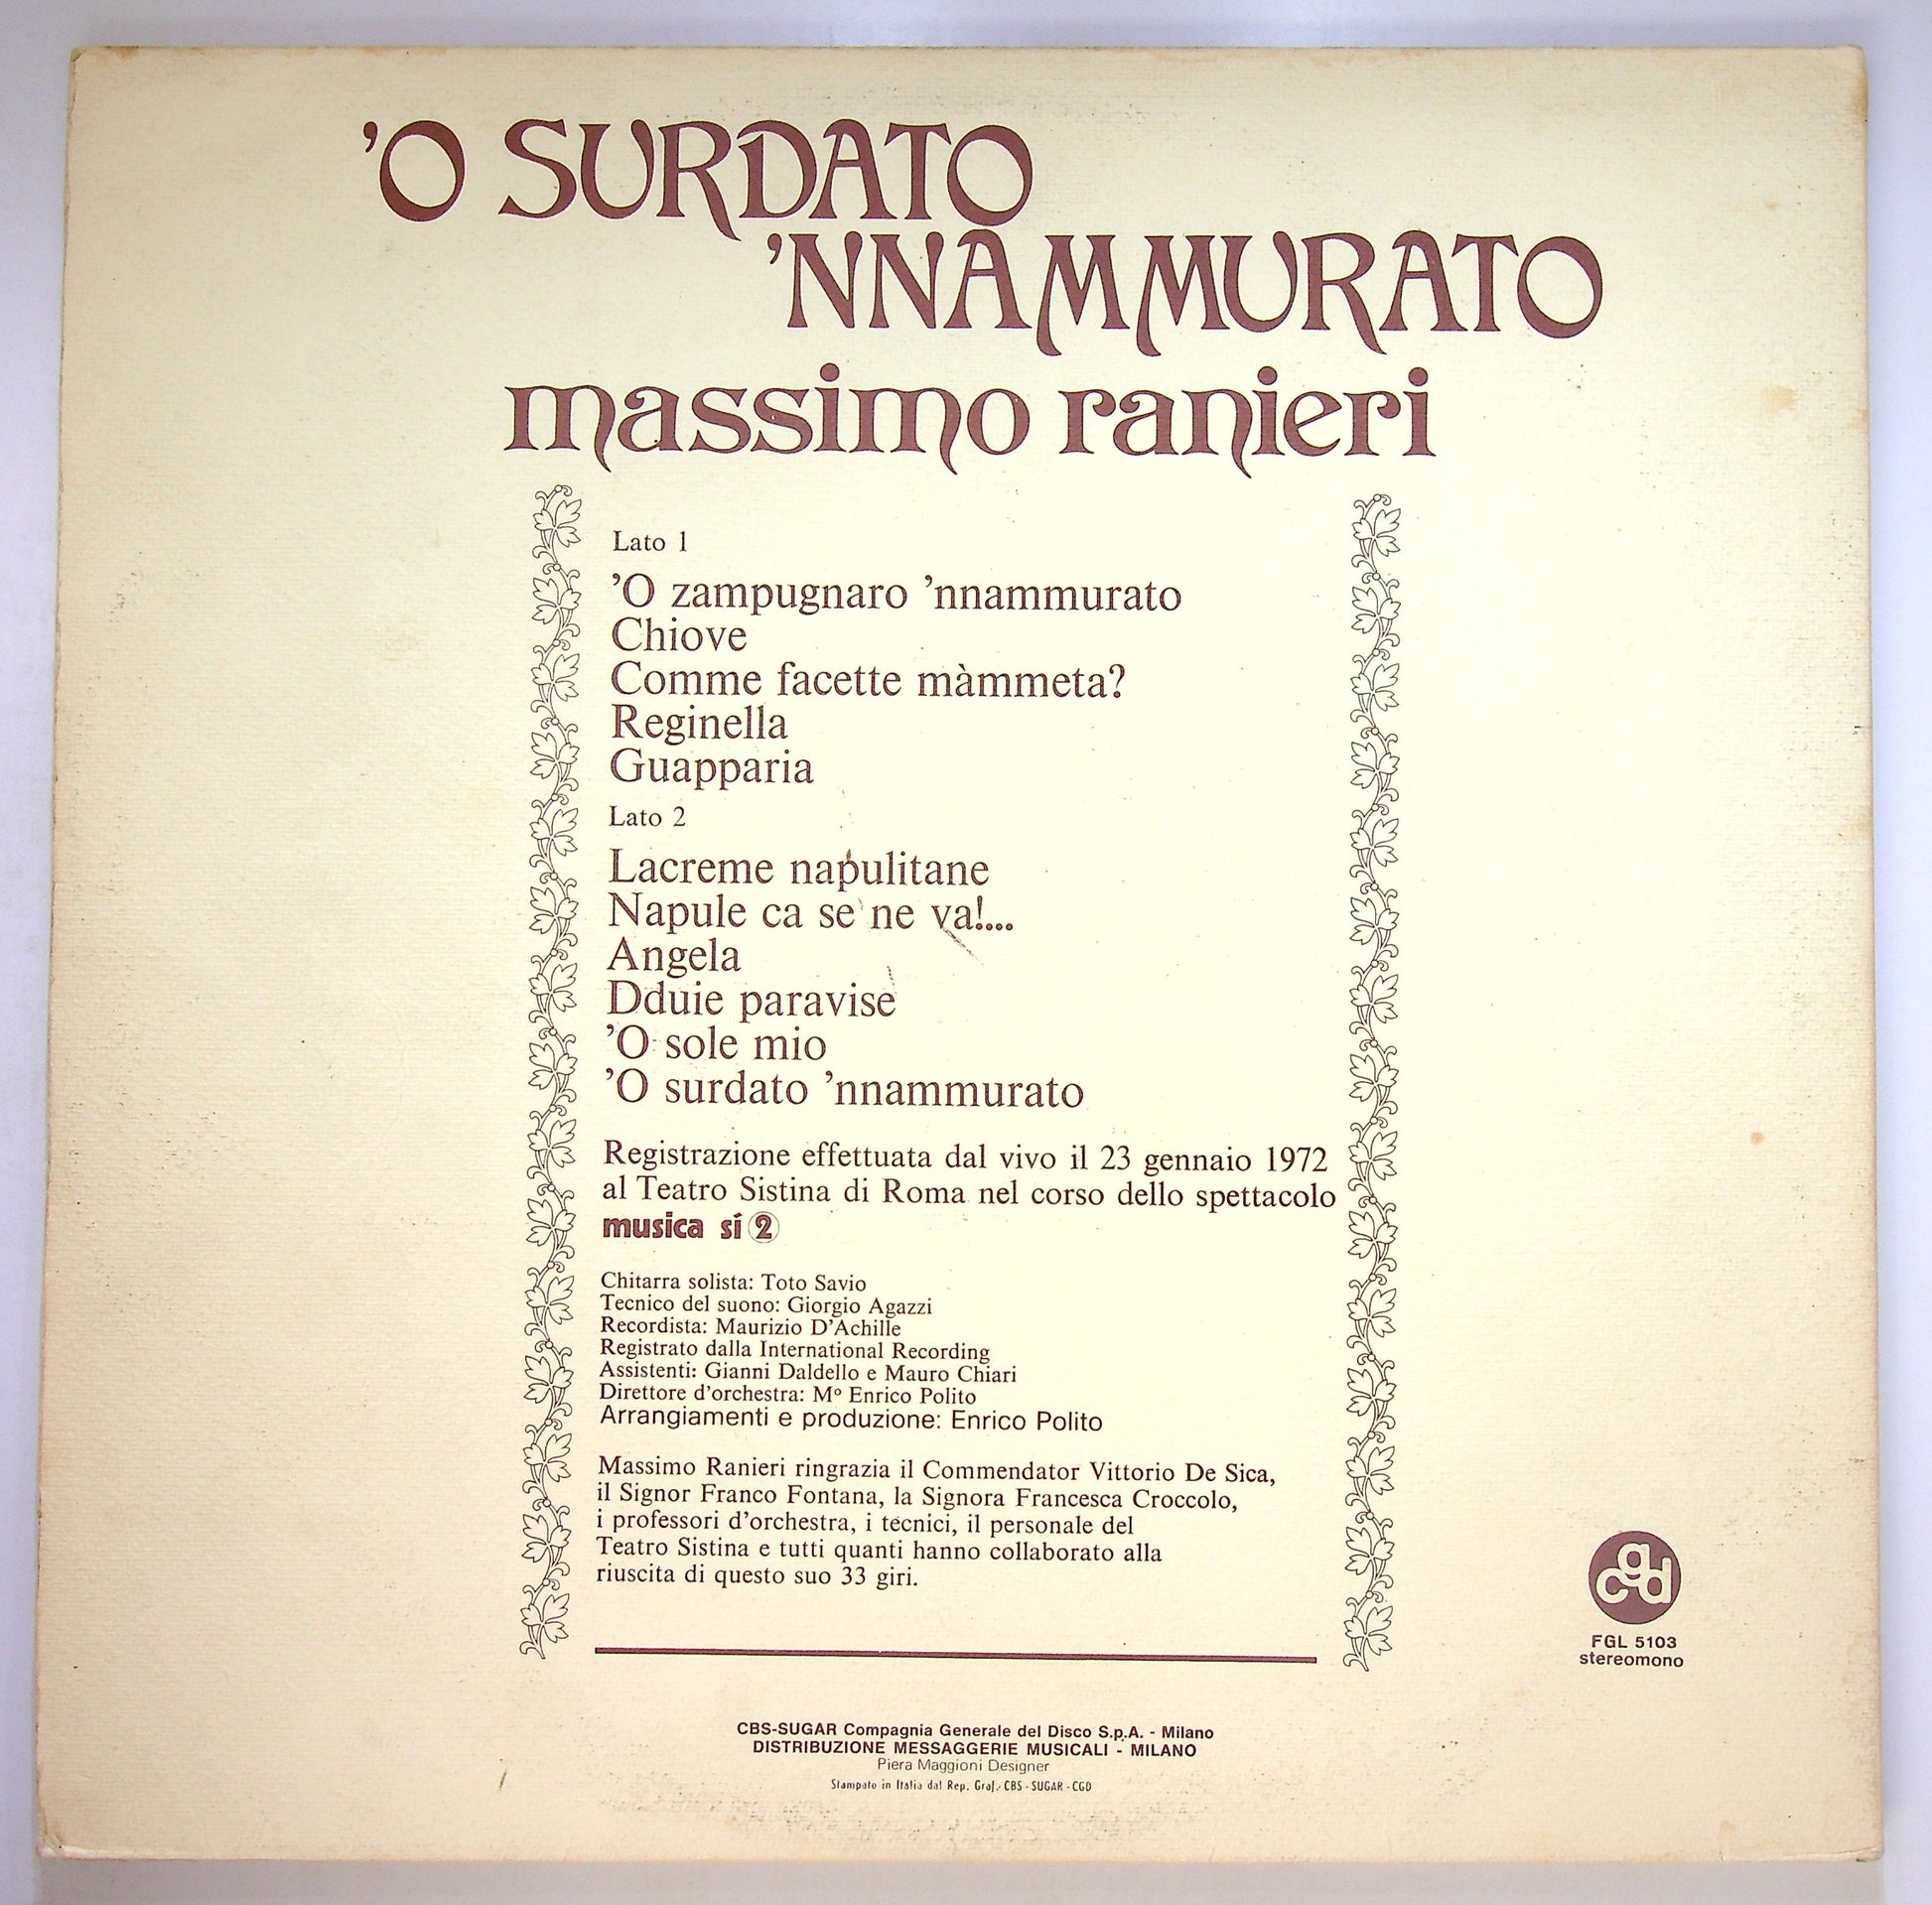 'O SURDATO
'NNAMMURATO
massimo ranieri
Lato 1
'O zampugnaro 'nnammurato
Chiove
Comme facette màmmeta?
Reginella
Guapparia
Lato 2
Lacreme napulitane
Napule ca se ne va!...
Angela
Dduie paravise
'O sole mio
'O surdato 'nnammurato
Registrazione effettuata dal vivo il 23 gennaio 1972
al Teatro Sistina di Roma nel corso dello spettacolo
musica sí 2
Chitarra solista: Toto Savio
Tecnico del suono: Giorgio Agazzi
Recordista: Maurizio D'Achille
Registrato dalla International Recording
Assistenti: Gianni Daldello e Mauro Chiari
Direttore d'orchestra: Mº Enrico Polito
Arrangiamenti e produzione: Enrico Polito
Massimo Ranieri ringrazia il Commendator Vittorio De Sica,
il Signor Franco Fontana, la Signora Francesca Croccolo,
i professori d'orchestra, i tecnici, il personale del
Teatro Sistina e tutti quanti hanno collaborato alla
riuscita di questo suo 33 giri.
cgd
FGL 5103
stereomono
CBS-SUGAR Compagnia Generale del Disco S.p.A. - Milano
DISTRIBUZIONE MESSAGGERIE MUSICALI - MILANO
Piera Maggioni Designer
Stampato in Italia dal Rep. Graf. - CBS - SUGAR - CGD